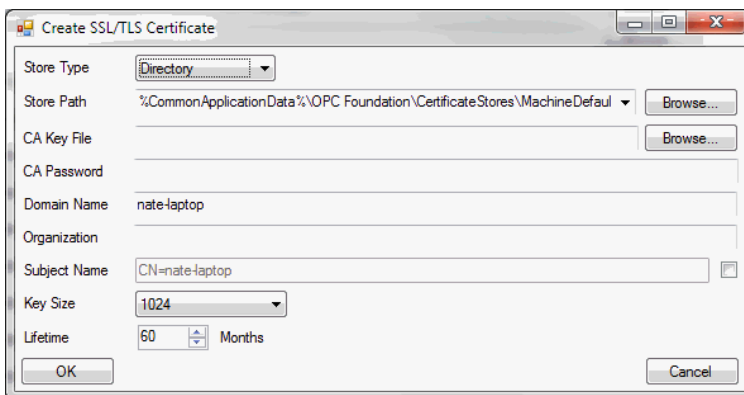 Create SSL/TLS Certificate
Store Type Directory
Store Path %CommonApplicationData%\OPC Foundation\CertificateStores\MachineDefaul Browse...
CA Key File Browse...
CA Password
Domain Name nate-laptop
Organization
Subject Name CN=nate-laptop
Key Size 1024
Lifetime 60 Months
OK Cancel